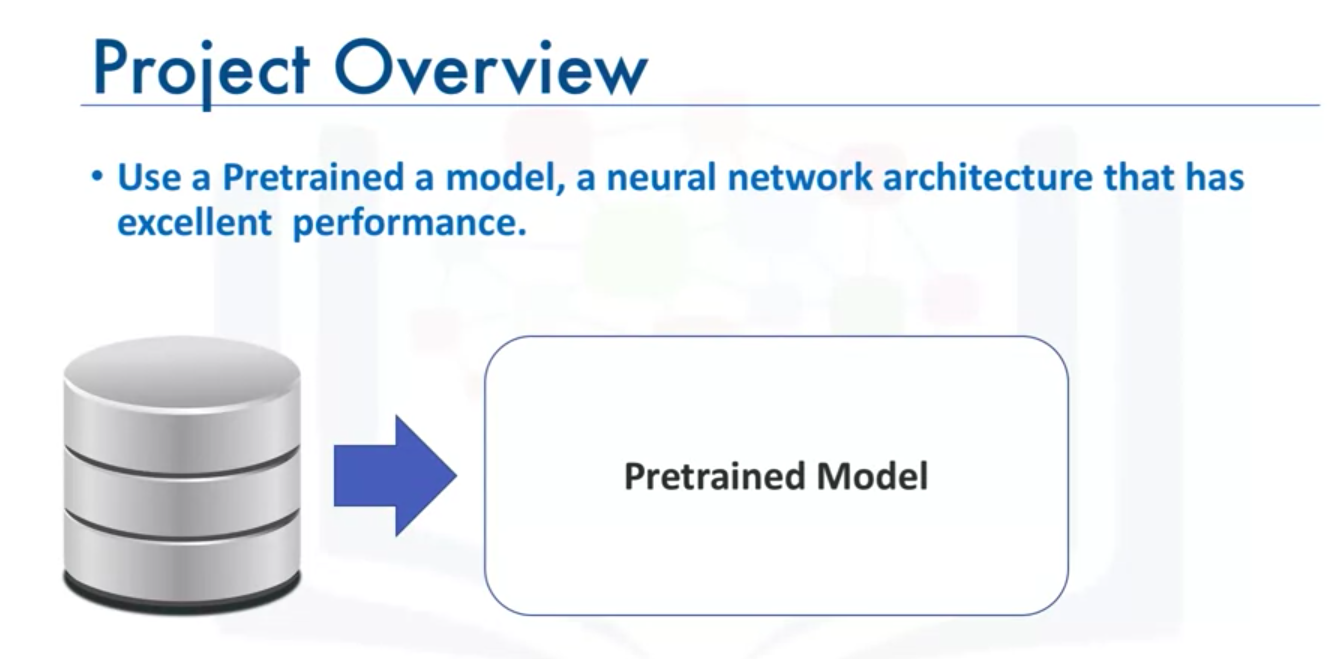 Project Overview
• Use a Pretrained a model, a neural network architecture that has
excellent  performance.
Pretrained Model